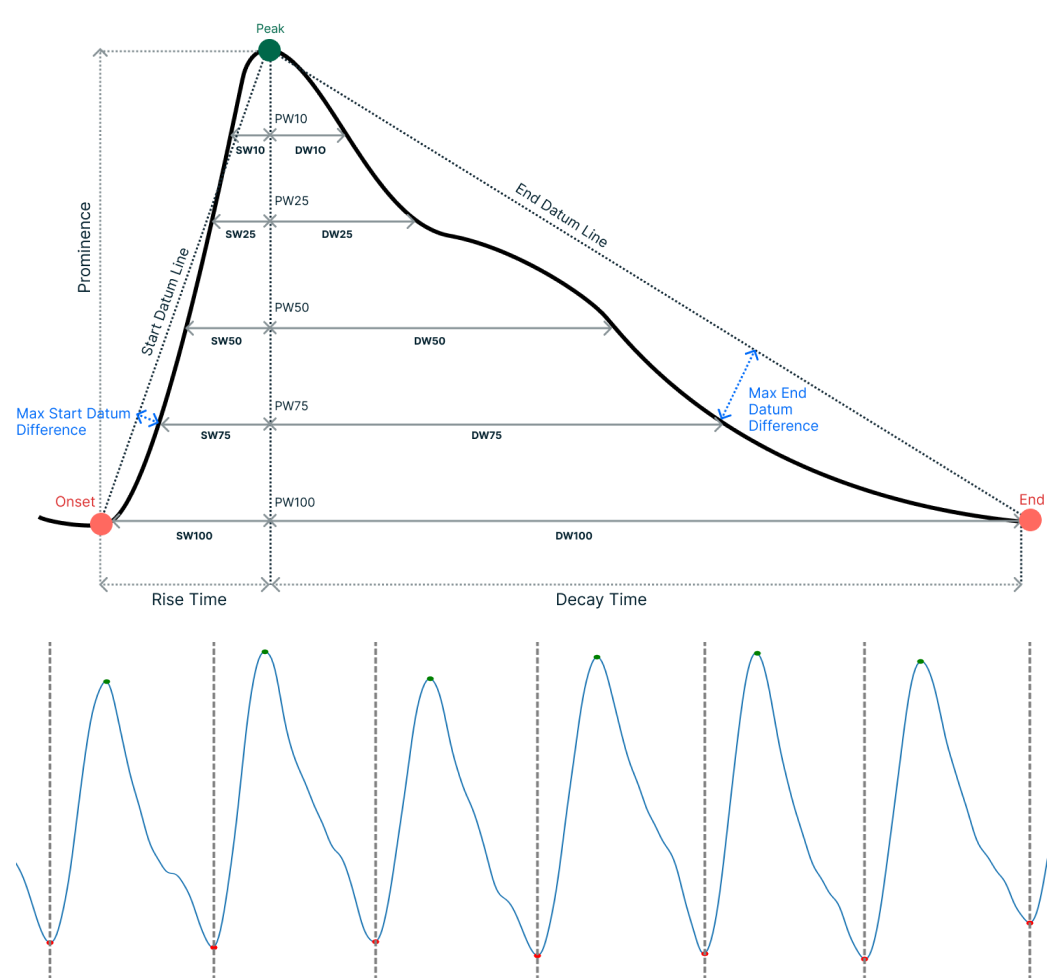 Peak
PW10
SW10
DW1O
PW25
SW25
DW25
Prominence
Start Datum Line
End Datum Line
PW50
SW50
DW50
Max Start Datum
Difference
PW75
SW75
DW75
Max End
Datum
Difference
Onset
PW100
End
SW100
DW100
Rise Time
Decay Time